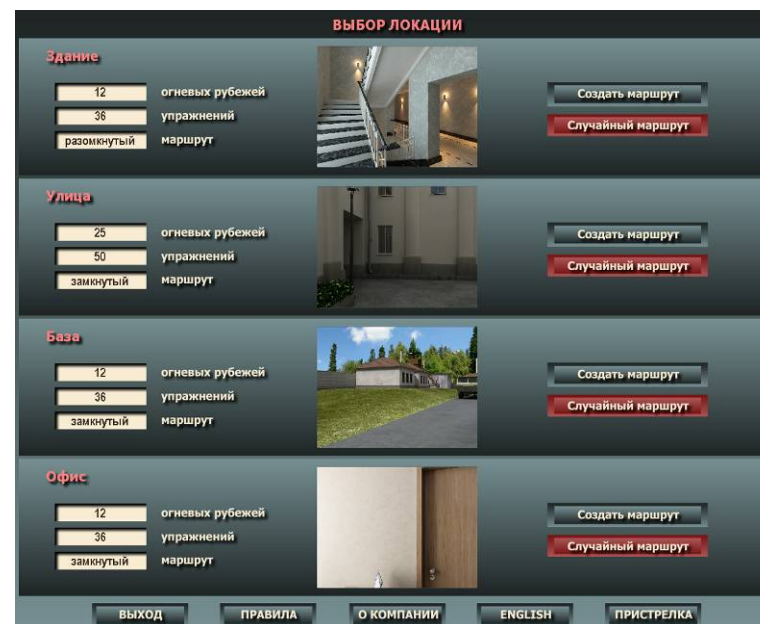 ВЫБОР ЛОКАЦИИ
Здание
12 огневых рубежей
36 упражнений
разомкнутый маршрут
Создать маршрут
Случайный маршрут
Улица
25 огневых рубежей
50 упражнений
замкнутый маршрут
Создать маршрут
Случайный маршрут
База
12 огневых рубежей
36 упражнений
замкнутый маршрут
Создать маршрут
Случайный маршрут
Офис
12 огневых рубежей
36 упражнений
замкнутый маршрут
Создать маршрут
Случайный маршрут
ВЫХОД ПРАВИЛА О КОМПАНИИ ENGLISH ПРИСТРЕЛКА